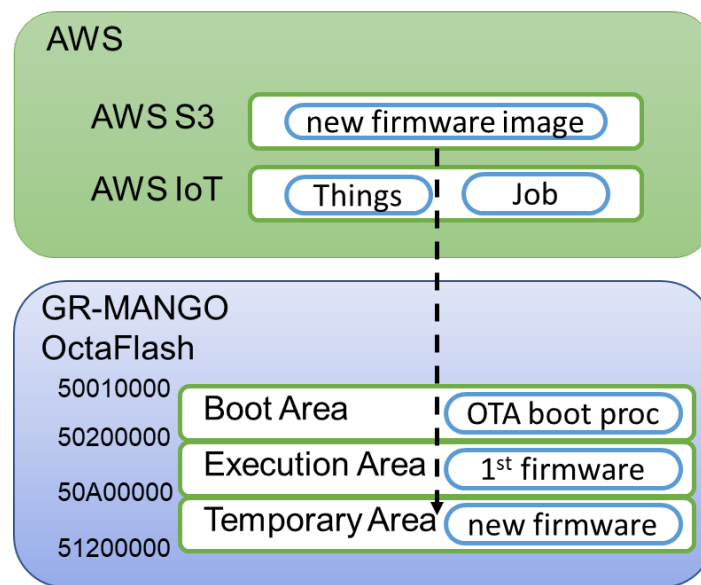 AWS
AWS S3
new firmware image
AWS IoT
Things
Job
GR-MANGO
OctaFlash
50010000
Boot Area
OTA boot proc
50200000
Execution Area
1st firmware
50A00000
Temporary Area
new firmware
51200000